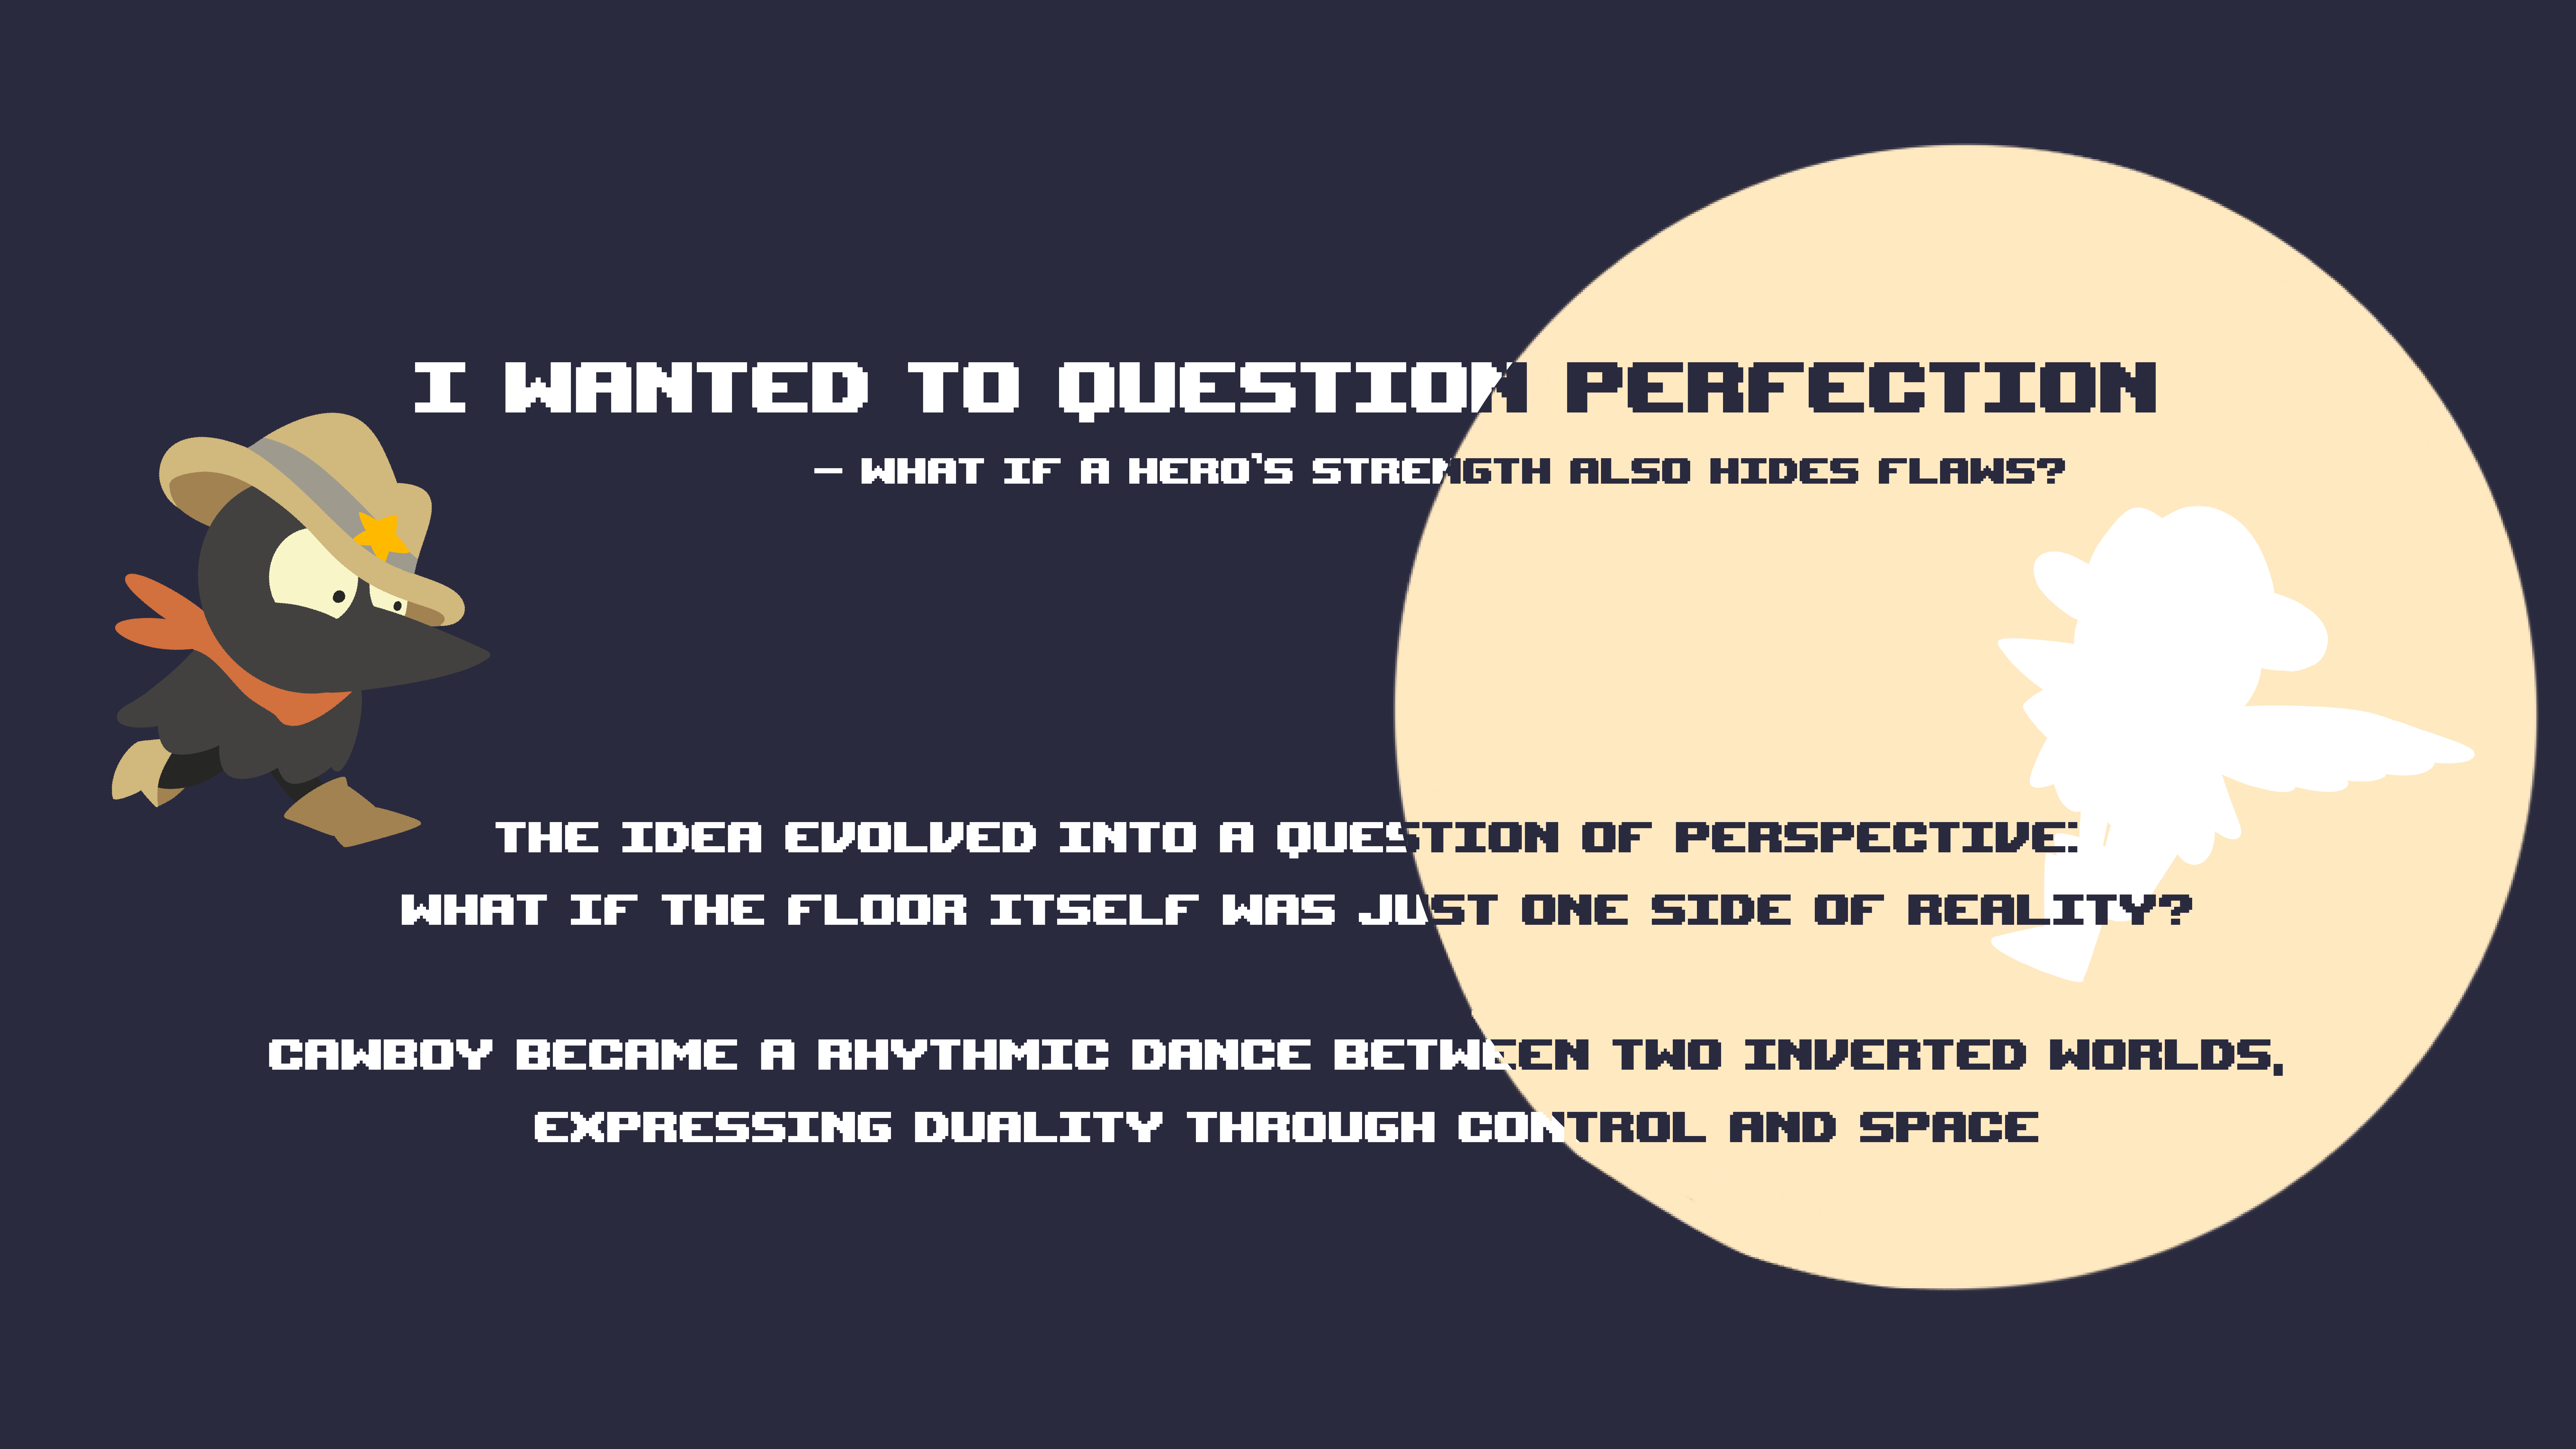 I WANTED TO QUESTION PERFECTION
– WHAT IF A HERO'S STRENGTH ALSO HIDES FLAWS?
THE IDEA EVOLVED INTO A QUESTION OF PERSPECTIVE:
WHAT IF THE FLOOR ITSELF WAS JUST ONE SIDE OF REALITY?
CAWBOY BECAME A RHYTHMIC DANCE BETWEEN TWO INVERTED WORLDS,
EXPRESSING DUALITY THROUGH CONTROL AND SPACE